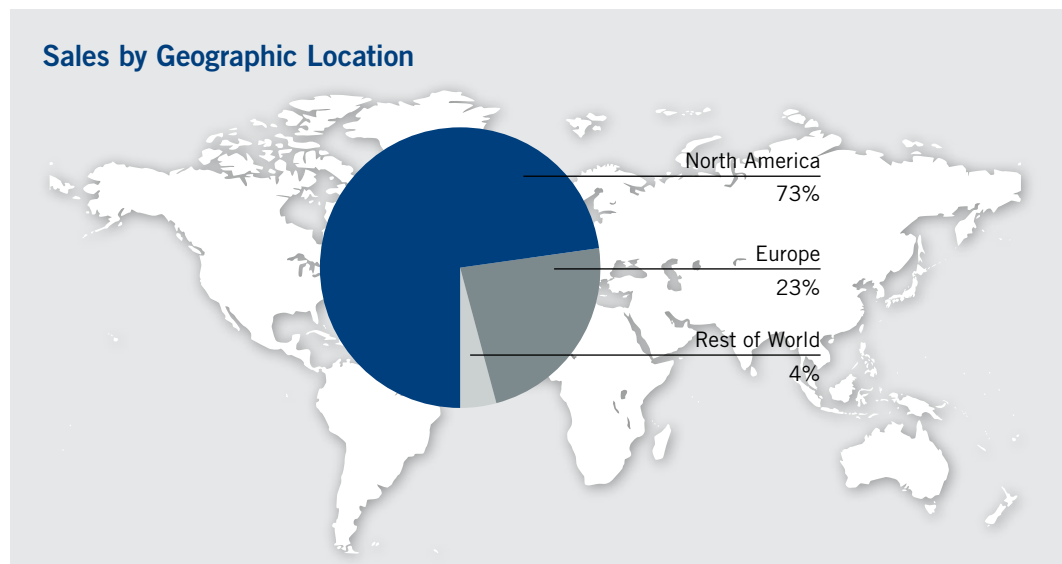 Sales by Geographic Location
North America
73%
Europe
23%
Rest of World
4%